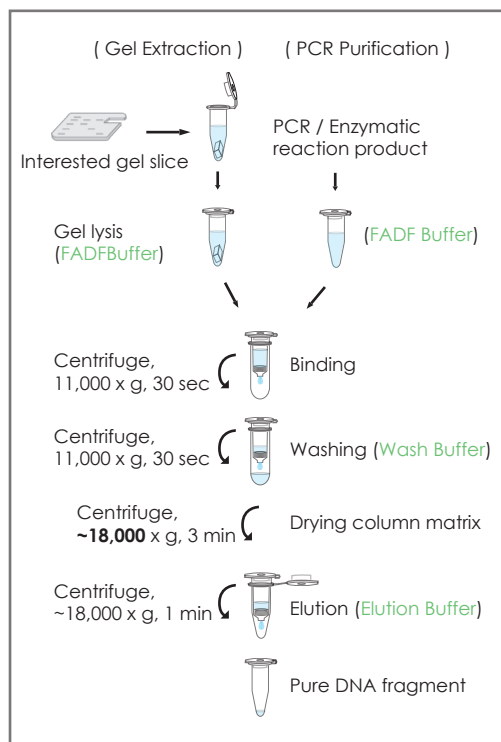 ( Gel Extraction ) ( PCR Purification )
Interested gel slice
PCR / Enzymatic
reaction product
Gel lysis
(FADFBuffer)
(FADF Buffer)
Centrifuge,
11,000 x g, 30 sec
Binding
Centrifuge,
11,000 x g, 30 sec
Washing (Wash Buffer)
Centrifuge,
~18,000 x g, 3 min
Drying column matrix
Centrifuge,
~18,000 x g, 1 min
Elution (Elution Buffer)
Pure DNA fragment